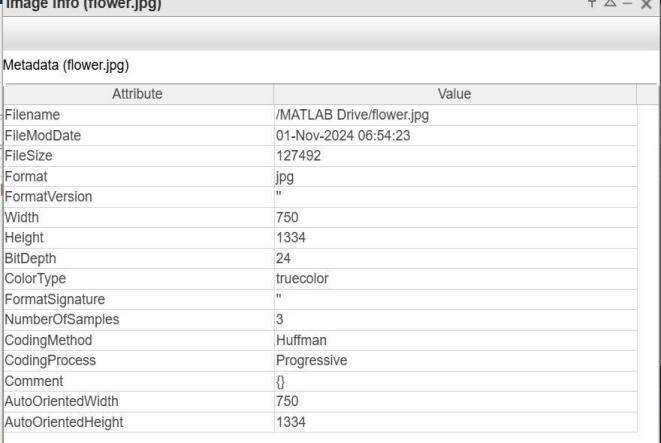 Image Info (flower.jpg)
Metadata (flower.jpg)
Attribute Value
Filename /MATLAB Drive/flower.jpg
FileModDate 01-Nov-2024 06:54:23
FileSize 127492
Format jpg
FormatVersion ''
Width 750
Height 1334
BitDepth 24
ColorType truecolor
FormatSignature ''
NumberOfSamples 3
CodingMethod Huffman
CodingProcess Progressive
Comment {}
AutoOrientedWidth 750
AutoOrientedHeight 1334